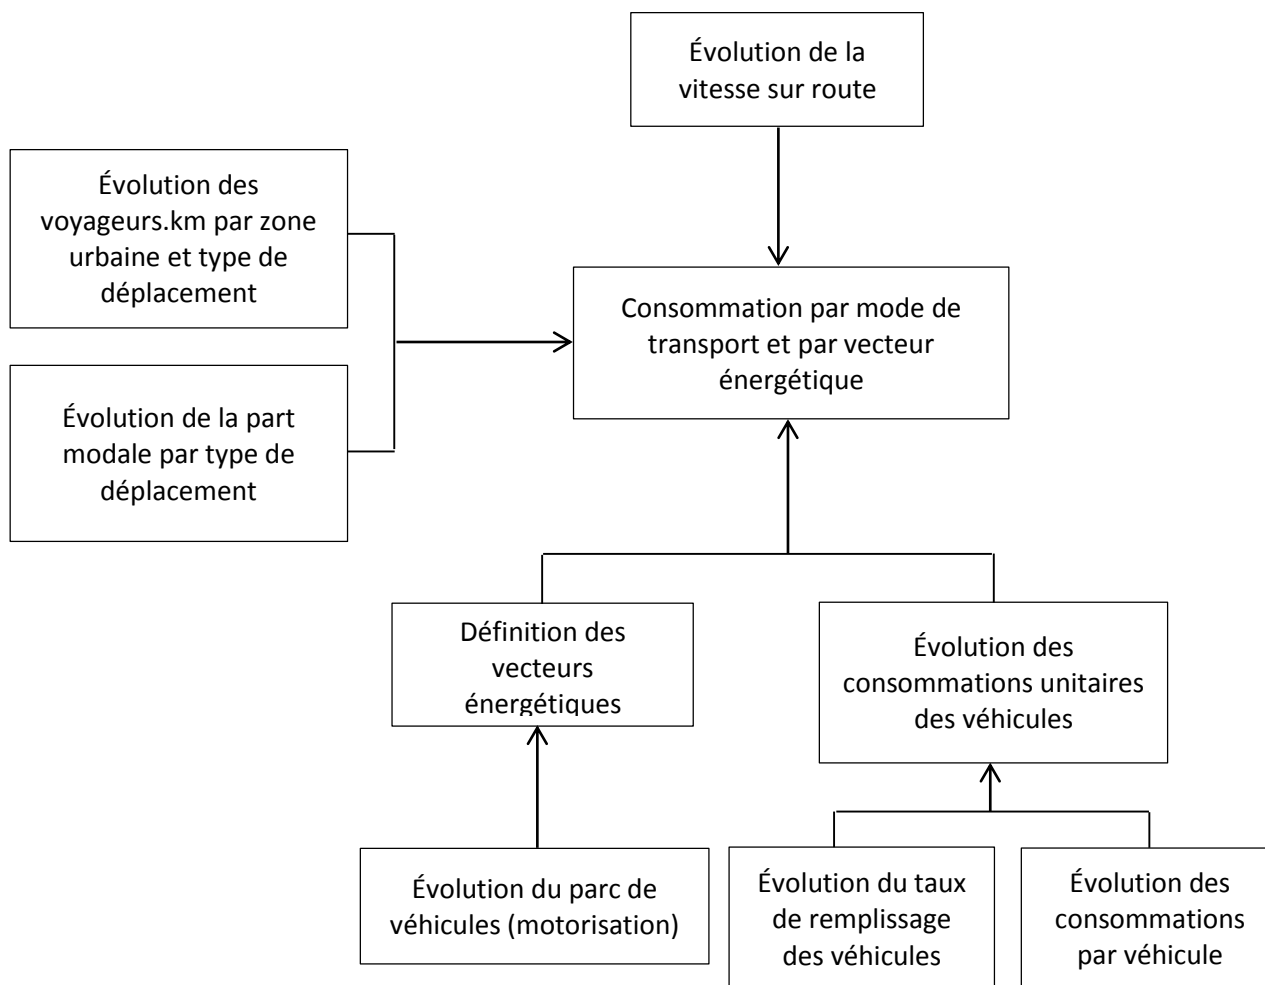 Évolution de la
vitesse sur route
Évolution des
voyageurs.km par zone
urbaine et type de
déplacement
Consommation par mode de
transport et par vecteur
énergétique
Évolution de la part
modale par type de
déplacement
Définition des
vecteurs
énergétiques
Évolution des
consommations unitaires
des véhicules
Évolution du parc de
véhicules (motorisation)
Évolution du taux
de remplissage
des véhicules
Évolution des
consommations
par véhicule